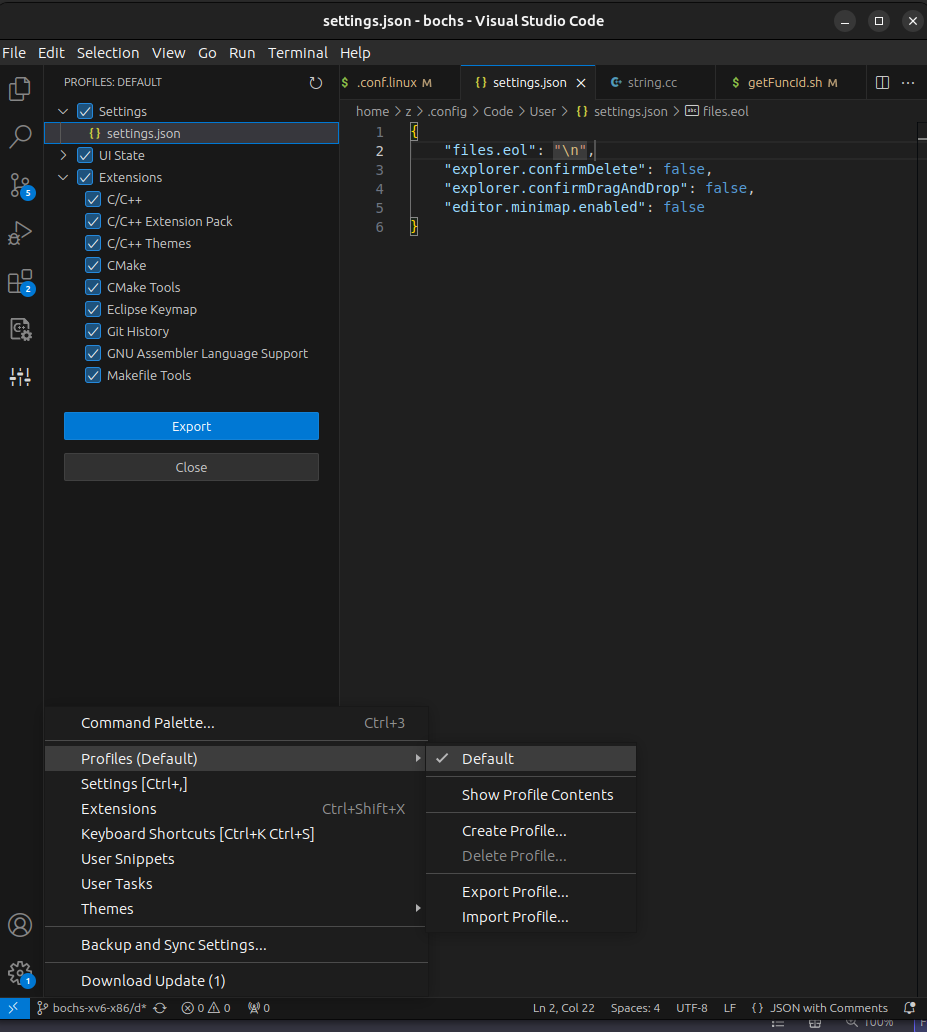 settings.json - bochs - Visual Studio Code
File Edit Selection View Go Run Terminal Help
PROFILES: DEFAULT
Settings
settings.json
UI State
Extensions
C/C++
C/C++ Extension Pack
C/C++ Themes
CMake
CMake Tools
Eclipse Keymap
Git History
GNU Assembler Language Support
Makefile Tools
Export
Close
$ .conf.linux M
{} settings.json
string.cc
$ getFuncId.sh M
home > z > .config > Code > User > {} settings.json > abc files.eol
1 {
2 "files.eol": "\n",
3 "explorer.confirmDelete": false,
4 "explorer.confirmDragAndDrop": false,
5 "editor.minimap.enabled": false
6 }
5
2
Command Palette... Ctrl+3
Profiles (Default)
Settings [Ctrl+,]
Extensions Ctrl+Shift+X
Keyboard Shortcuts [Ctrl+K Ctrl+S]
User Snippets
User Tasks
Themes
Backup and Sync Settings...
Download Update (1)
Default
Show Profile Contents
Create Profile...
Delete Profile...
Export Profile...
Import Profile...
1
bochs-xv6-x86/d* 0 0 0 Ln 2, Col 22 Spaces: 4 UTF-8 LF {} JSON with Comments
100%